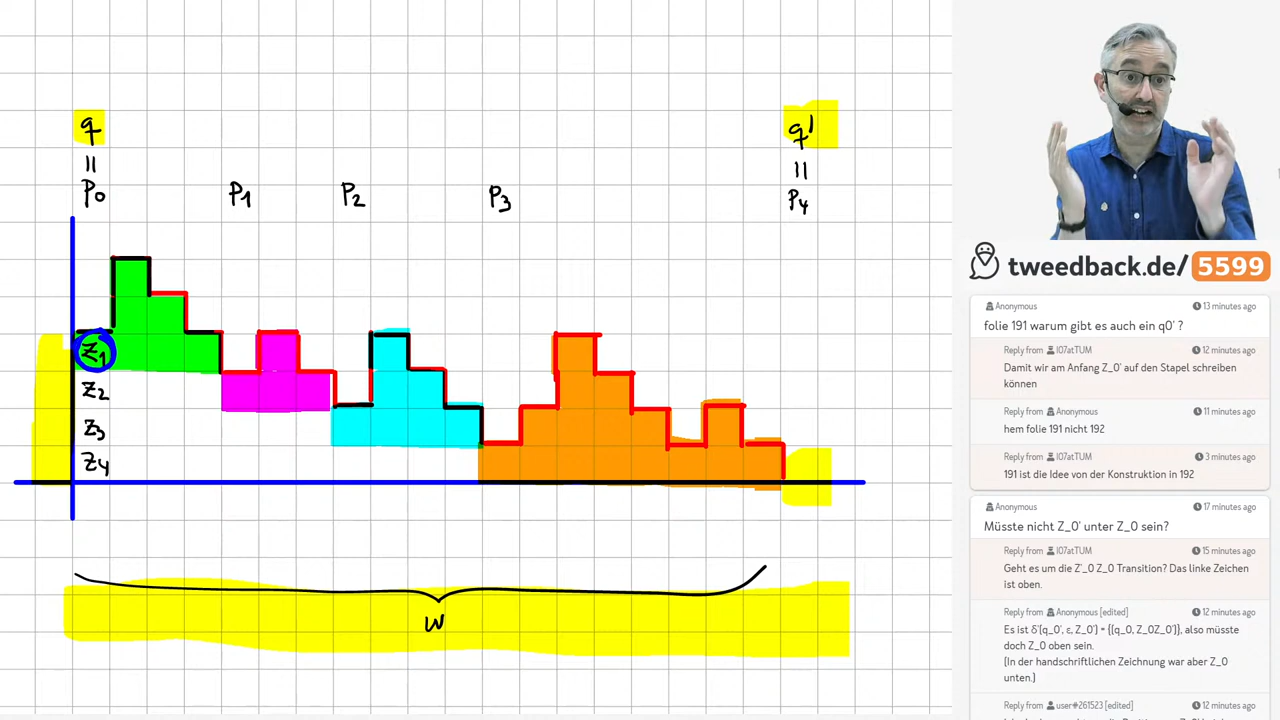 q
q'
=
=
P0
P1
P2
P3
P4
Z1
Z2
Z3
Z4
w
tweedback.de/ 5599
Anonymous
13 minutes ago
folie 191 warum gibt es auch ein q0' ?
Reply from I07atTUM
12 minutes ago
Damit wir am Anfang Z_0' auf den Stapel schreiben
können
Reply from Anonymous
11 minutes ago
hem folie 191 nicht 192
Reply from I07atTUM
3 minutes ago
191 ist die Idee von der Konstruktion in 192
Anonymous
17 minutes ago
Müsste nicht Z_0' unter Z_0 sein?
Reply from I07atTUM
15 minutes ago
Geht es um die Z'_0 Z_0 Transition? Das linke Zeichen
ist oben.
Reply from Anonymous [edited]
12 minutes ago
Es ist δ'(q_0', ε, Z_0') = {(q_0, Z_0Z_0')}, also müsste
doch Z_0 oben sein.
(In der handschriftlichen Zeichnung war aber Z_0
unten.)
Reply from user#261523 [edited]
12 minutes ago